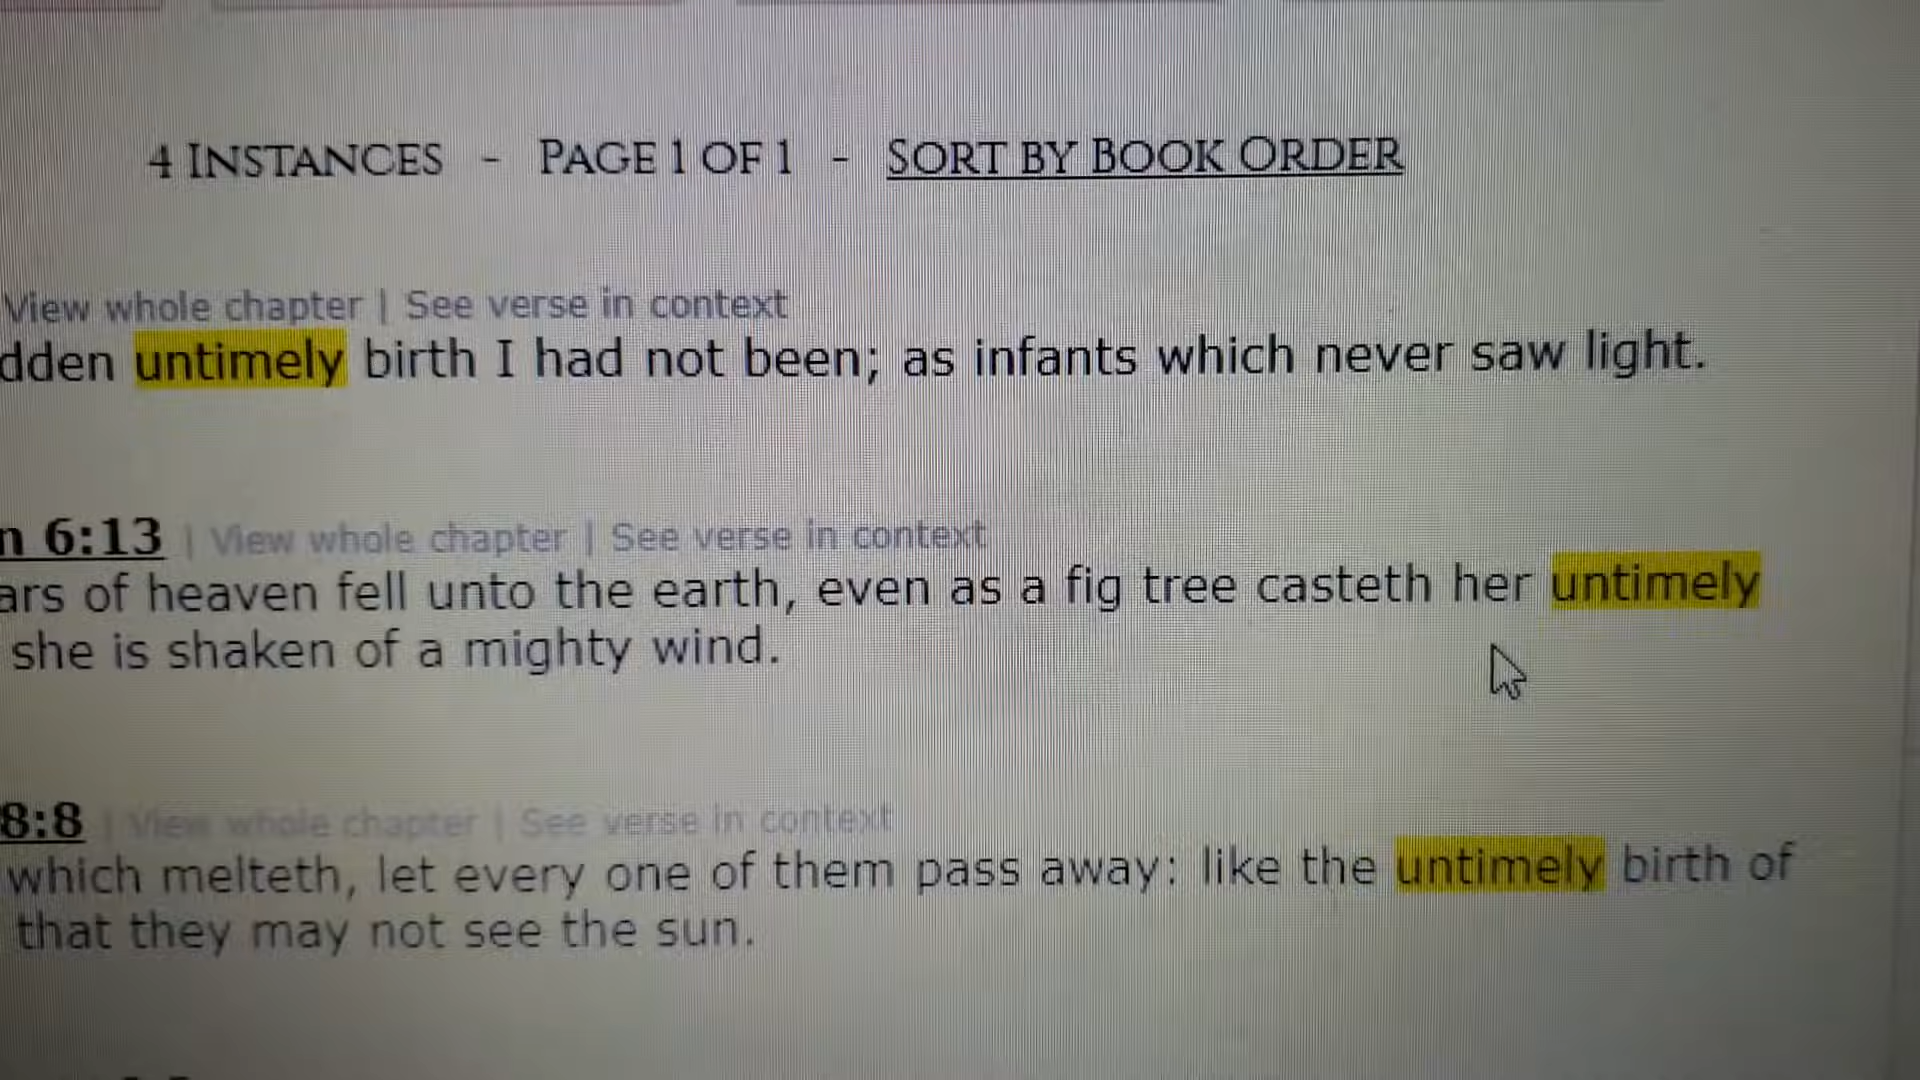 4 INSTANCES - PAGE 1 OF 1 - SORT BY BOOK ORDER
View whole chapter | See verse in context
dden untimely birth I had not been; as infants which never saw light.
n 6:13 | View whole chapter | See verse in context
ars of heaven fell unto the earth, even as a fig tree casteth her untimely
she is shaken of a mighty wind.
8:8 | View whole chapter | See verse in context
which melteth, let every one of them pass away: like the untimely birth of
that they may not see the sun.